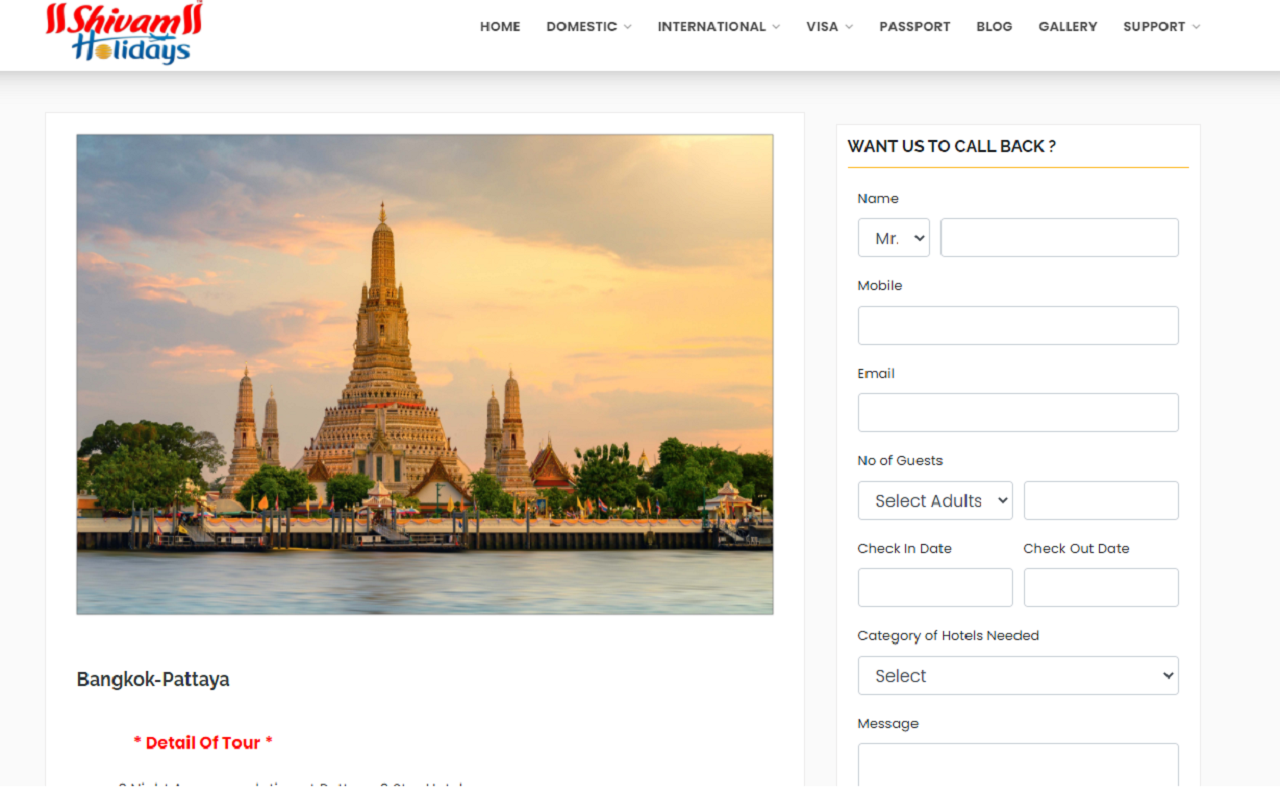 ||Shivam||
Holidays
HOME DOMESTIC INTERNATIONAL VISA PASSPORT BLOG GALLERY SUPPORT
WANT US TO CALL BACK ?
Name
Mr.
Mobile
Email
No of Guests
Select Adults
Check In Date Check Out Date
Category of Hotels Needed
Select
Message
Bangkok-Pattaya
* Detail Of Tour *